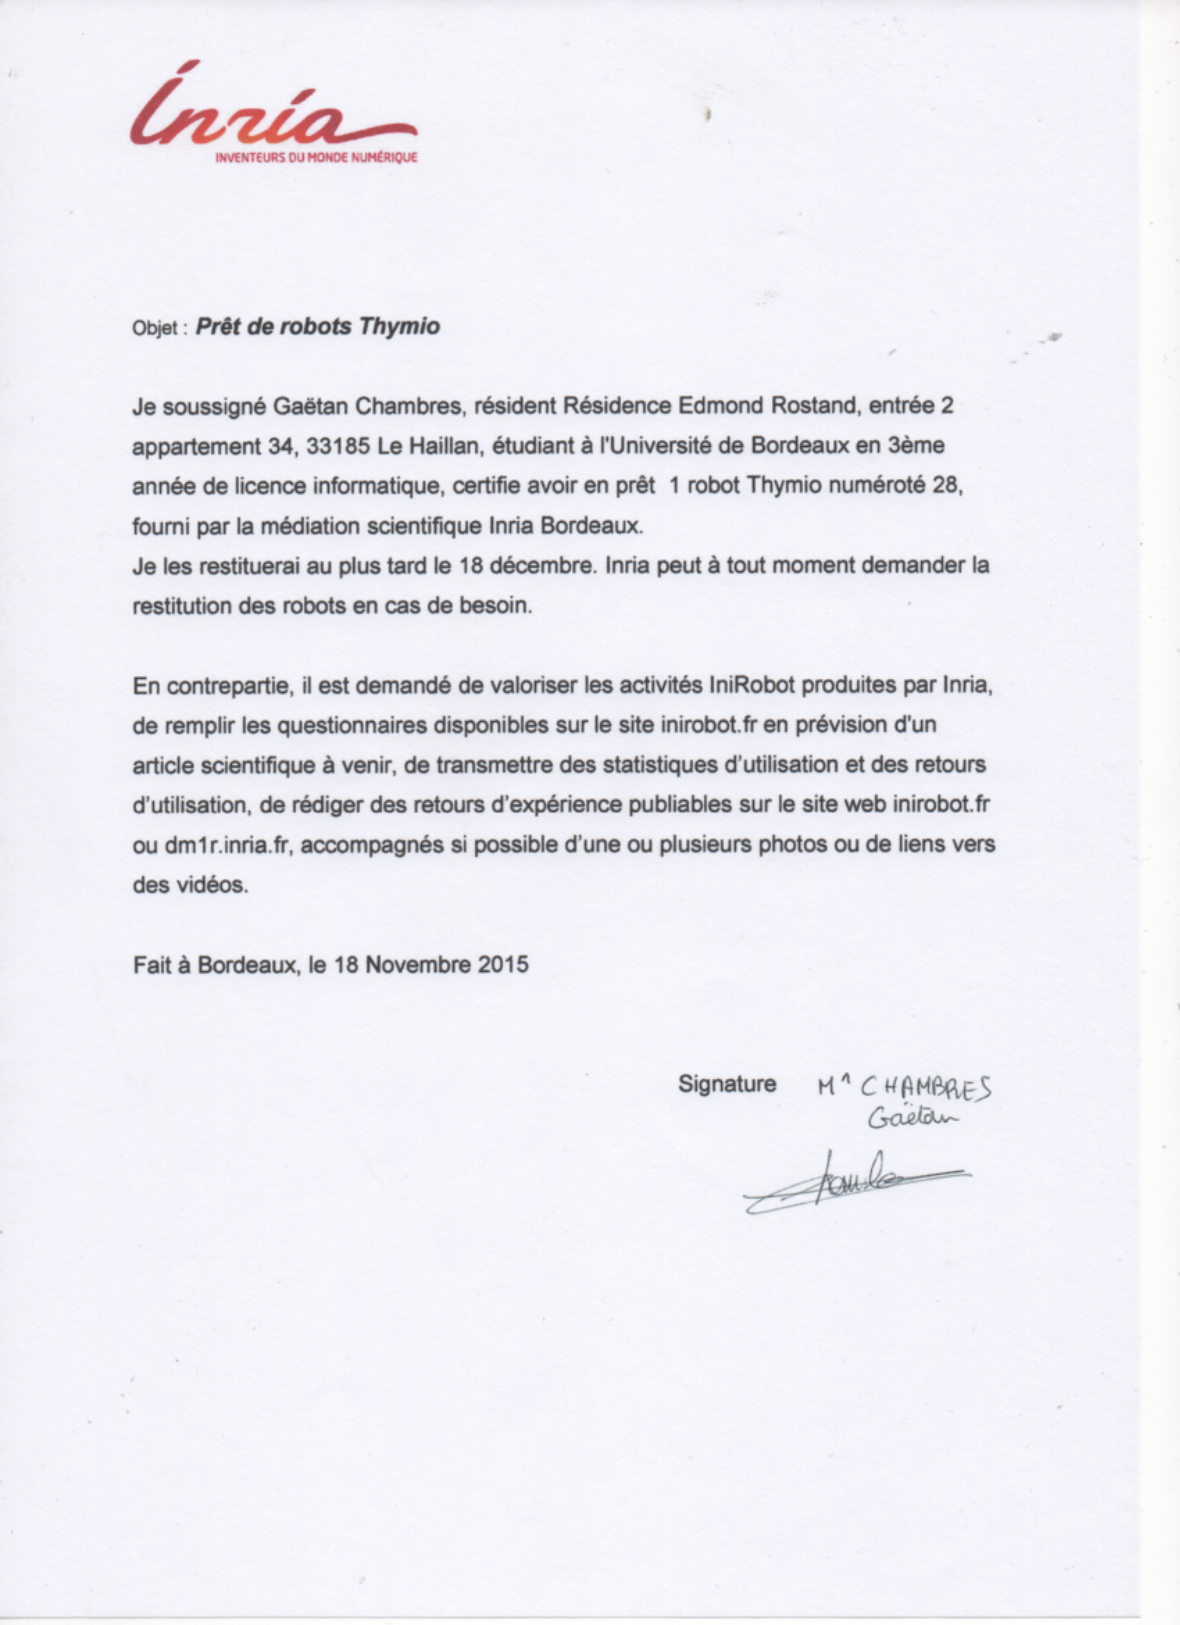 Inria
INVENTEURS DU MONDE NUMÉRIQUE
Objet : Prêt de robots Thymio
Je soussigné Gaëtan Chambres, résident Résidence Edmond Rostand, entrée 2
appartement 34, 33185 Le Haillan, étudiant à l'Université de Bordeaux en 3ème
année de licence informatique, certifie avoir en prêt 1 robot Thymio numéroté 28,
fourni par la médiation scientifique Inria Bordeaux.
Je les restituerai au plus tard le 18 décembre. Inria peut à tout moment demander la
restitution des robots en cas de besoin.
En contrepartie, il est demandé de valoriser les activités IniRobot produites par Inria,
de remplir les questionnaires disponibles sur le site inirobot.fr en prévision d'un
article scientifique à venir, de transmettre des statistiques d’utilisation et des retours
d’utilisation, de rédiger des retours d’expérience publiables sur le site web inirobot.fr
ou dm1r.inria.fr, accompagnés si possible d’une ou plusieurs photos ou de liens vers
des vidéos.
Fait à Bordeaux, le 18 Novembre 2015
Signature Mr CHAMBRES
Gaëtan